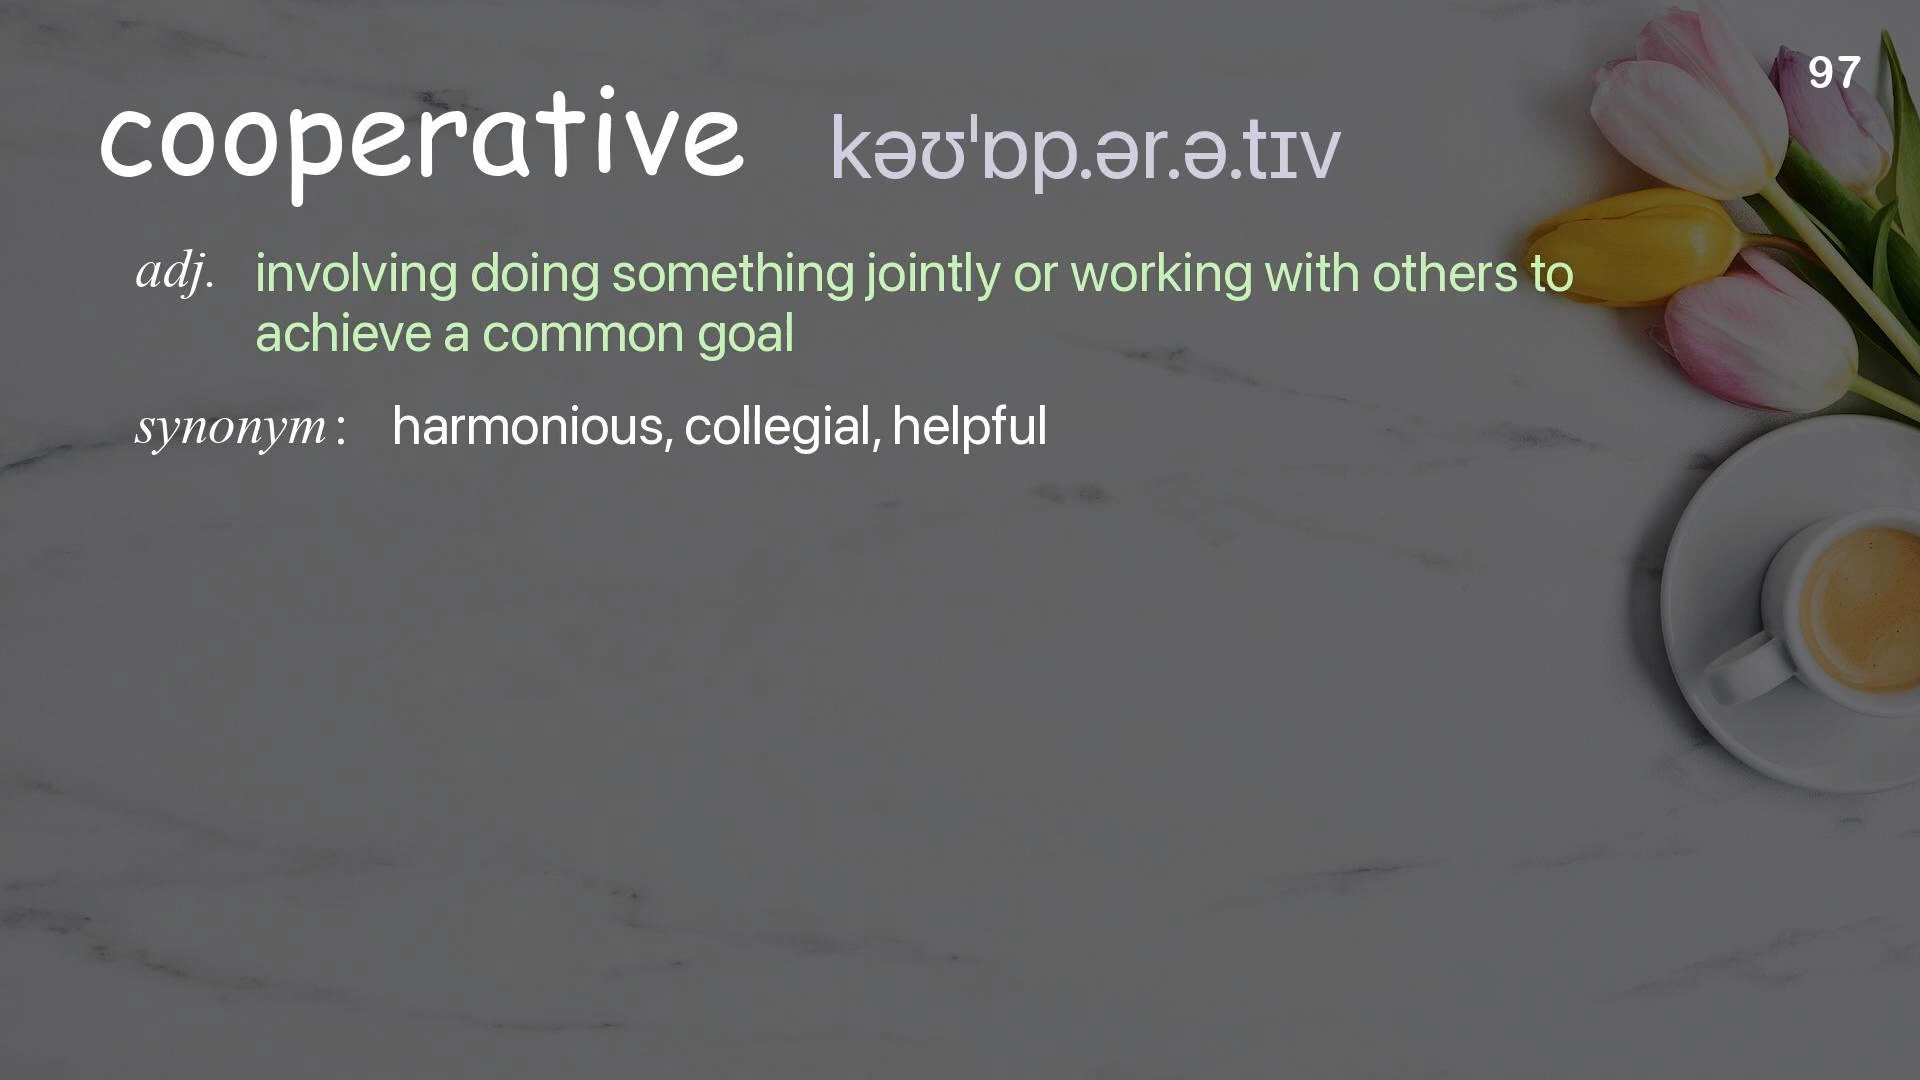 97
cooperative kəʊˈɒp.ər.ə.tɪv
adj. involving doing something jointly or working with others to
achieve a common goal
synonym : harmonious, collegial, helpful